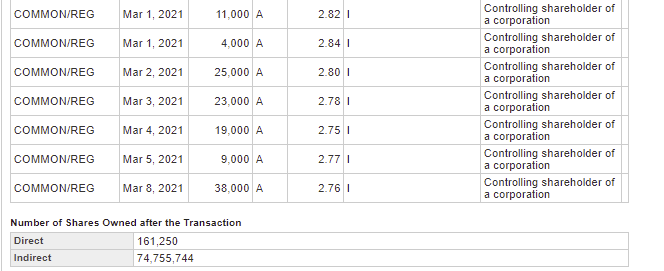 COMMON/REG Mar 1, 2021 11,000 A 2.82 I Controlling shareholder of
a corporation
COMMON/REG Mar 1, 2021 4,000 A 2.84 I Controlling shareholder of
a corporation
COMMON/REG Mar 2, 2021 25,000 A 2.80 I Controlling shareholder of
a corporation
COMMON/REG Mar 3, 2021 23,000 A 2.78 I Controlling shareholder of
a corporation
COMMON/REG Mar 4, 2021 19,000 A 2.75 I Controlling shareholder of
a corporation
COMMON/REG Mar 5, 2021 9,000 A 2.77 I Controlling shareholder of
a corporation
COMMON/REG Mar 8, 2021 38,000 A 2.76 I Controlling shareholder of
a corporation
Number of Shares Owned after the Transaction
Direct 161,250
Indirect 74,755,744